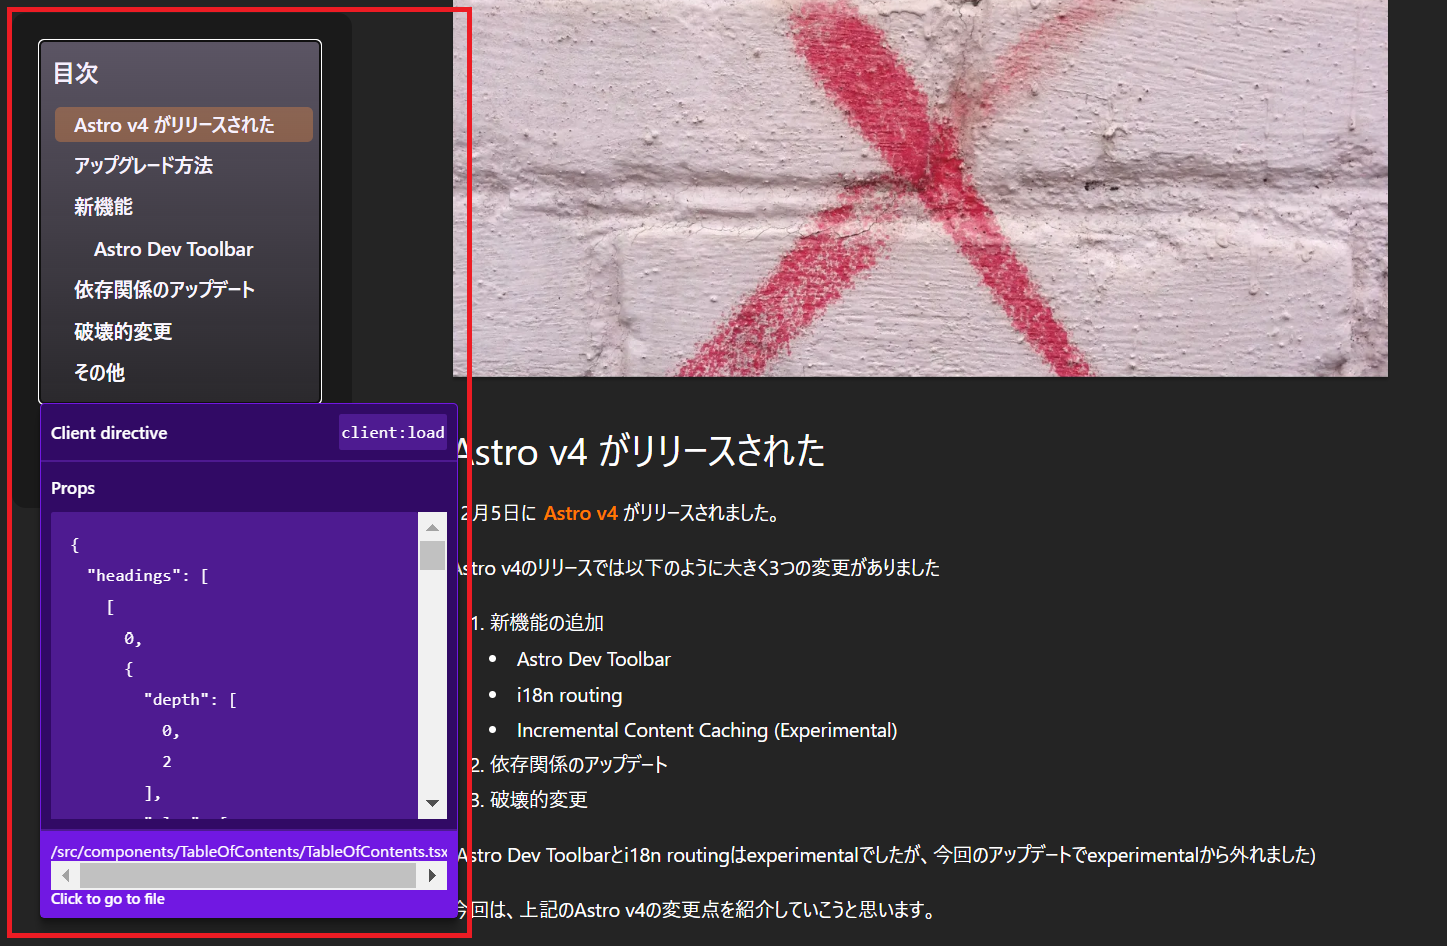 目次
Astro v4 がリリースされた
アップグレード方法
新機能
Astro Dev Toolbar
依存関係のアップデート
破壊的変更
その他
Client directive client:load
Props
{
"headings": [
[
0,
{
"depth": [
0,
2
],
/src/components/TableOfContents/TableOfContents.tsx
Click to go to file
Astro v4 がリリースされた
2月5日に Astro v4 がリリースされました。
Astro v4のリリースでは以下のように大きく3つの変更がありました
1. 新機能の追加
• Astro Dev Toolbar
• i18n routing
• Incremental Content Caching (Experimental)
2. 依存関係のアップデート
3. 破壊的変更
Astro Dev Toolbarとi18n routingはexperimentalでしたが、今回のアップデートでexperimentalから外れました)
今回は、上記のAstro v4の変更点を紹介していこうと思います。